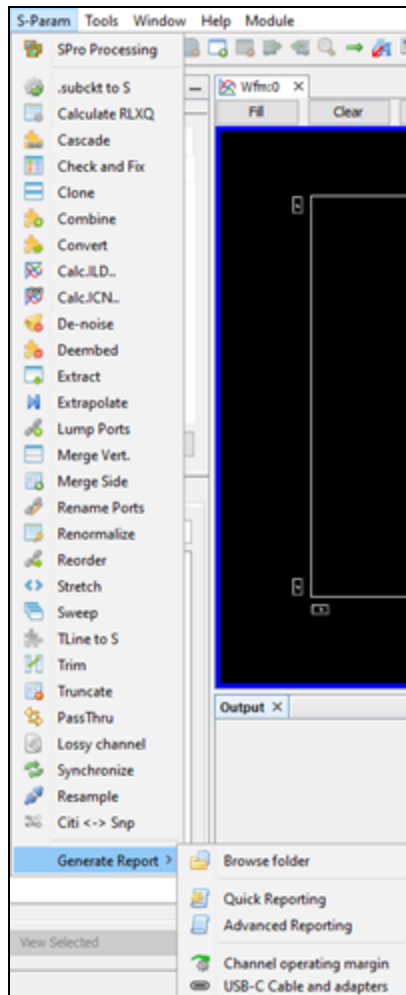 S-Param Tools Window Help Module
SPro Processing
.subckt to S
Calculate RLXQ
Cascade
Check and Fix
Clone
Combine
Convert
Calc.ILD..
Calc.ICN..
De-noise
Deembed
Extract
Extrapolate
Lump Ports
Merge Vert.
Merge Side
Rename Ports
Renormalize
Reorder
Stretch
Sweep
TLine to S
Trim
Truncate
PassThru
Lossy channel
Synchronize
Resample
Citi <-> Snp
Generate Report >
Wfm:0 ×
Fill Clear
Output ×
Browse folder
Quick Reporting
Advanced Reporting
Channel operating margin
USB-C Cable and adapters
View Selected